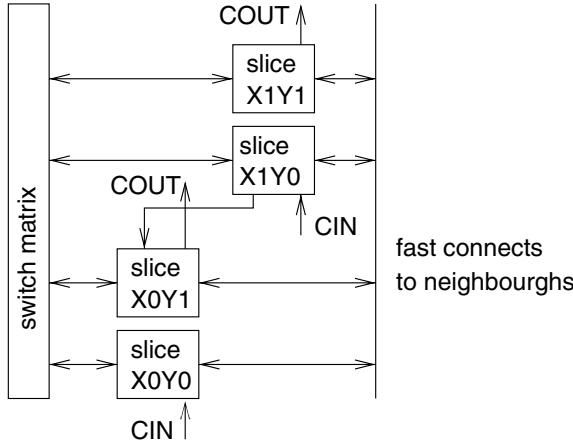 COUT
slice
X1Y1
slice
X1Y0
COUT
CIN
switch matrix
fast connects
to neighbourghs
slice
X0Y1
slice
X0Y0
CIN